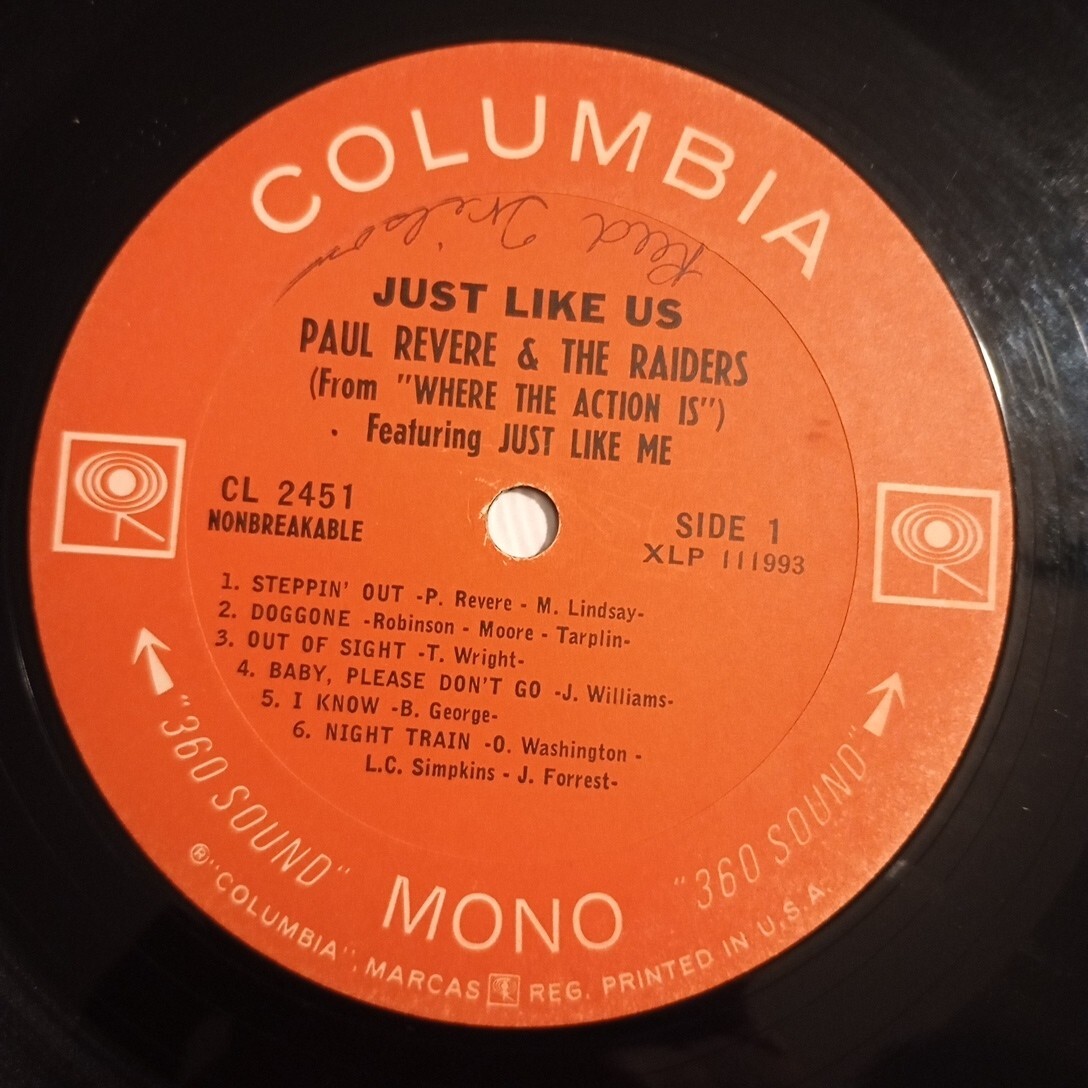 COLUMBIA
Reed Wilson
JUST LIKE US
PAUL REVERE & THE RAIDERS
(From "WHERE THE ACTION IS")
Featuring JUST LIKE ME
CL 2451
NONBREAKABLE
SIDE 1
XLP 111993
1. STEPPIN' OUT -P. Revere - M. Lindsay-
2. DOGGONE -Robinson - Moore - Tarplin-
3. OUT OF SIGHT -T. Wright-
4. BABY, PLEASE DON'T GO -J. Williams-
5. I KNOW -B. George-
6. NIGHT TRAIN -O. Washington -
L.C. Simpkins - J. Forrest-
"360 SOUND"
MONO
"360 SOUND"
® "COLUMBIA", MARCAS REG. PRINTED IN U.S.A.